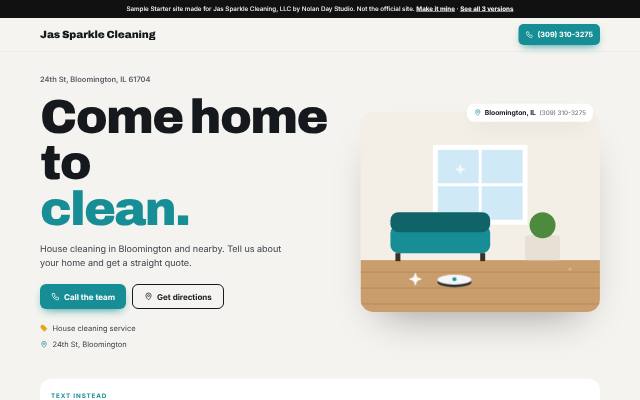 Sample Starter site made for Jas Sparkle Cleaning, LLC by Nolan Day Studio. Not the official site. Make it mine · See all 3 versions
Jas Sparkle Cleaning
(309) 310-3275
24th St, Bloomington, IL 61704
Come home
to
clean.
Bloomington, IL (309) 310-3275
House cleaning in Bloomington and nearby. Tell us about
your home and get a straight quote.
Call the team
Get directions
House cleaning service
24th St, Bloomington
TEXT INSTEAD